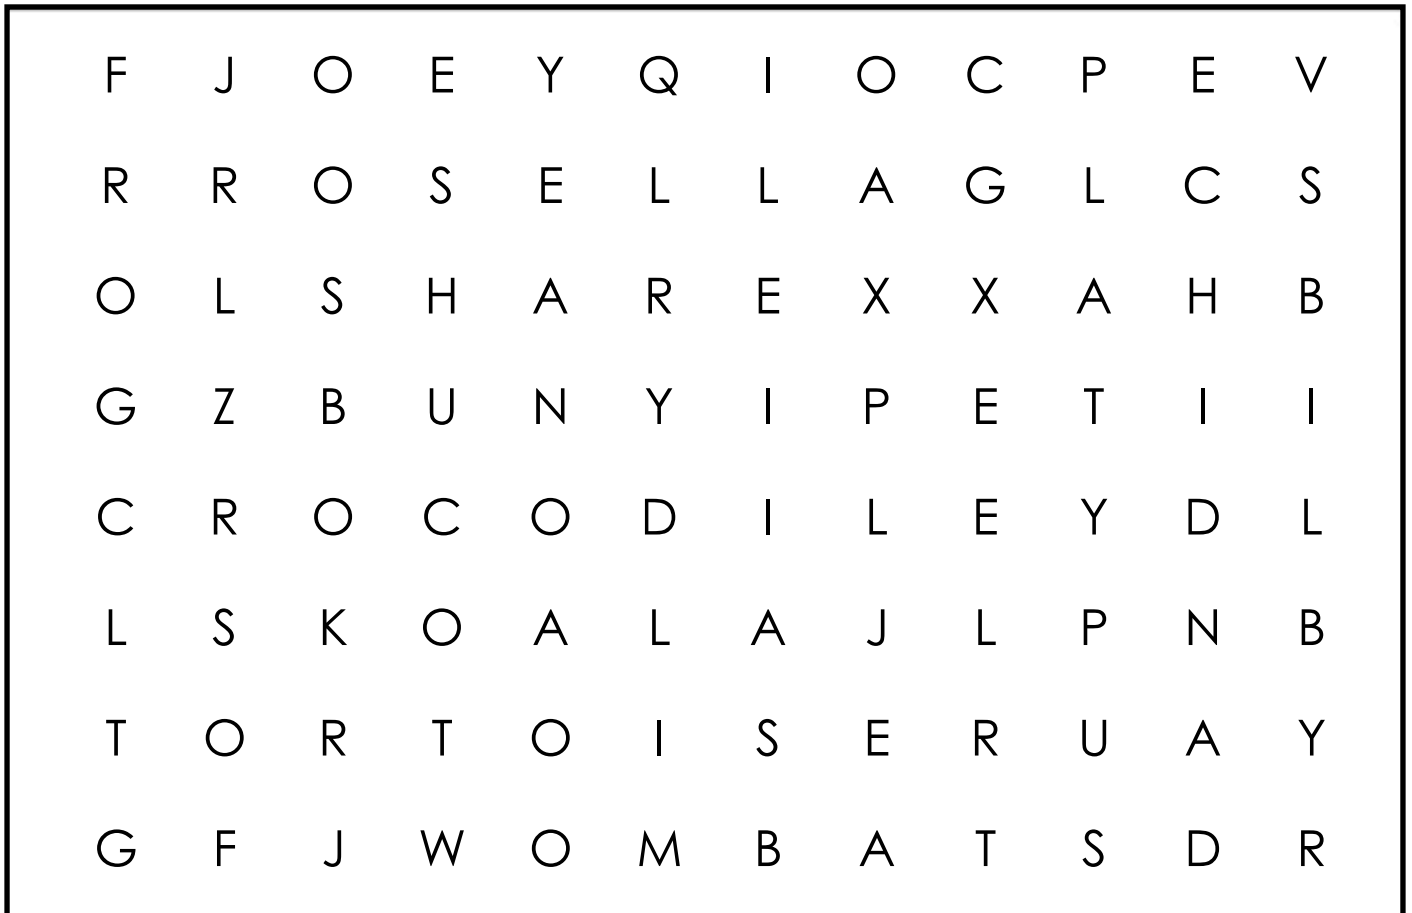 F J O E Y Q I O C P E V
R R O S E L L A G L C S
O L S H A R E X X A H B
G Z B U N Y I P E T I I
C R O C O D I L E Y D L
L S K O A L A J L P N B
T O R T O I S E R U A Y
G F J W O M B A T S D R